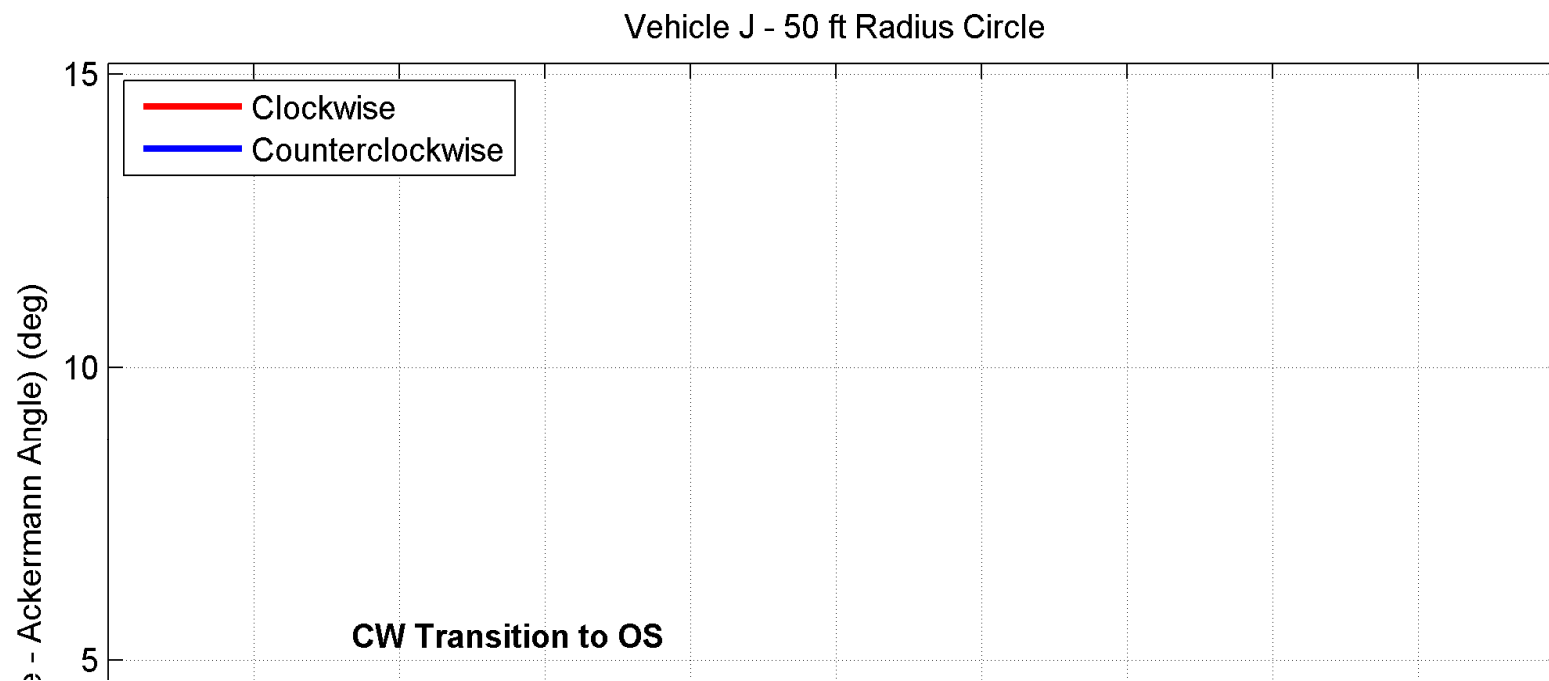 Vehicle J - 50 ft Radius Circle
15
Clockwise
Counterclockwise
10
- Ackermann Angle) (deg)
CW Transition to OS
5